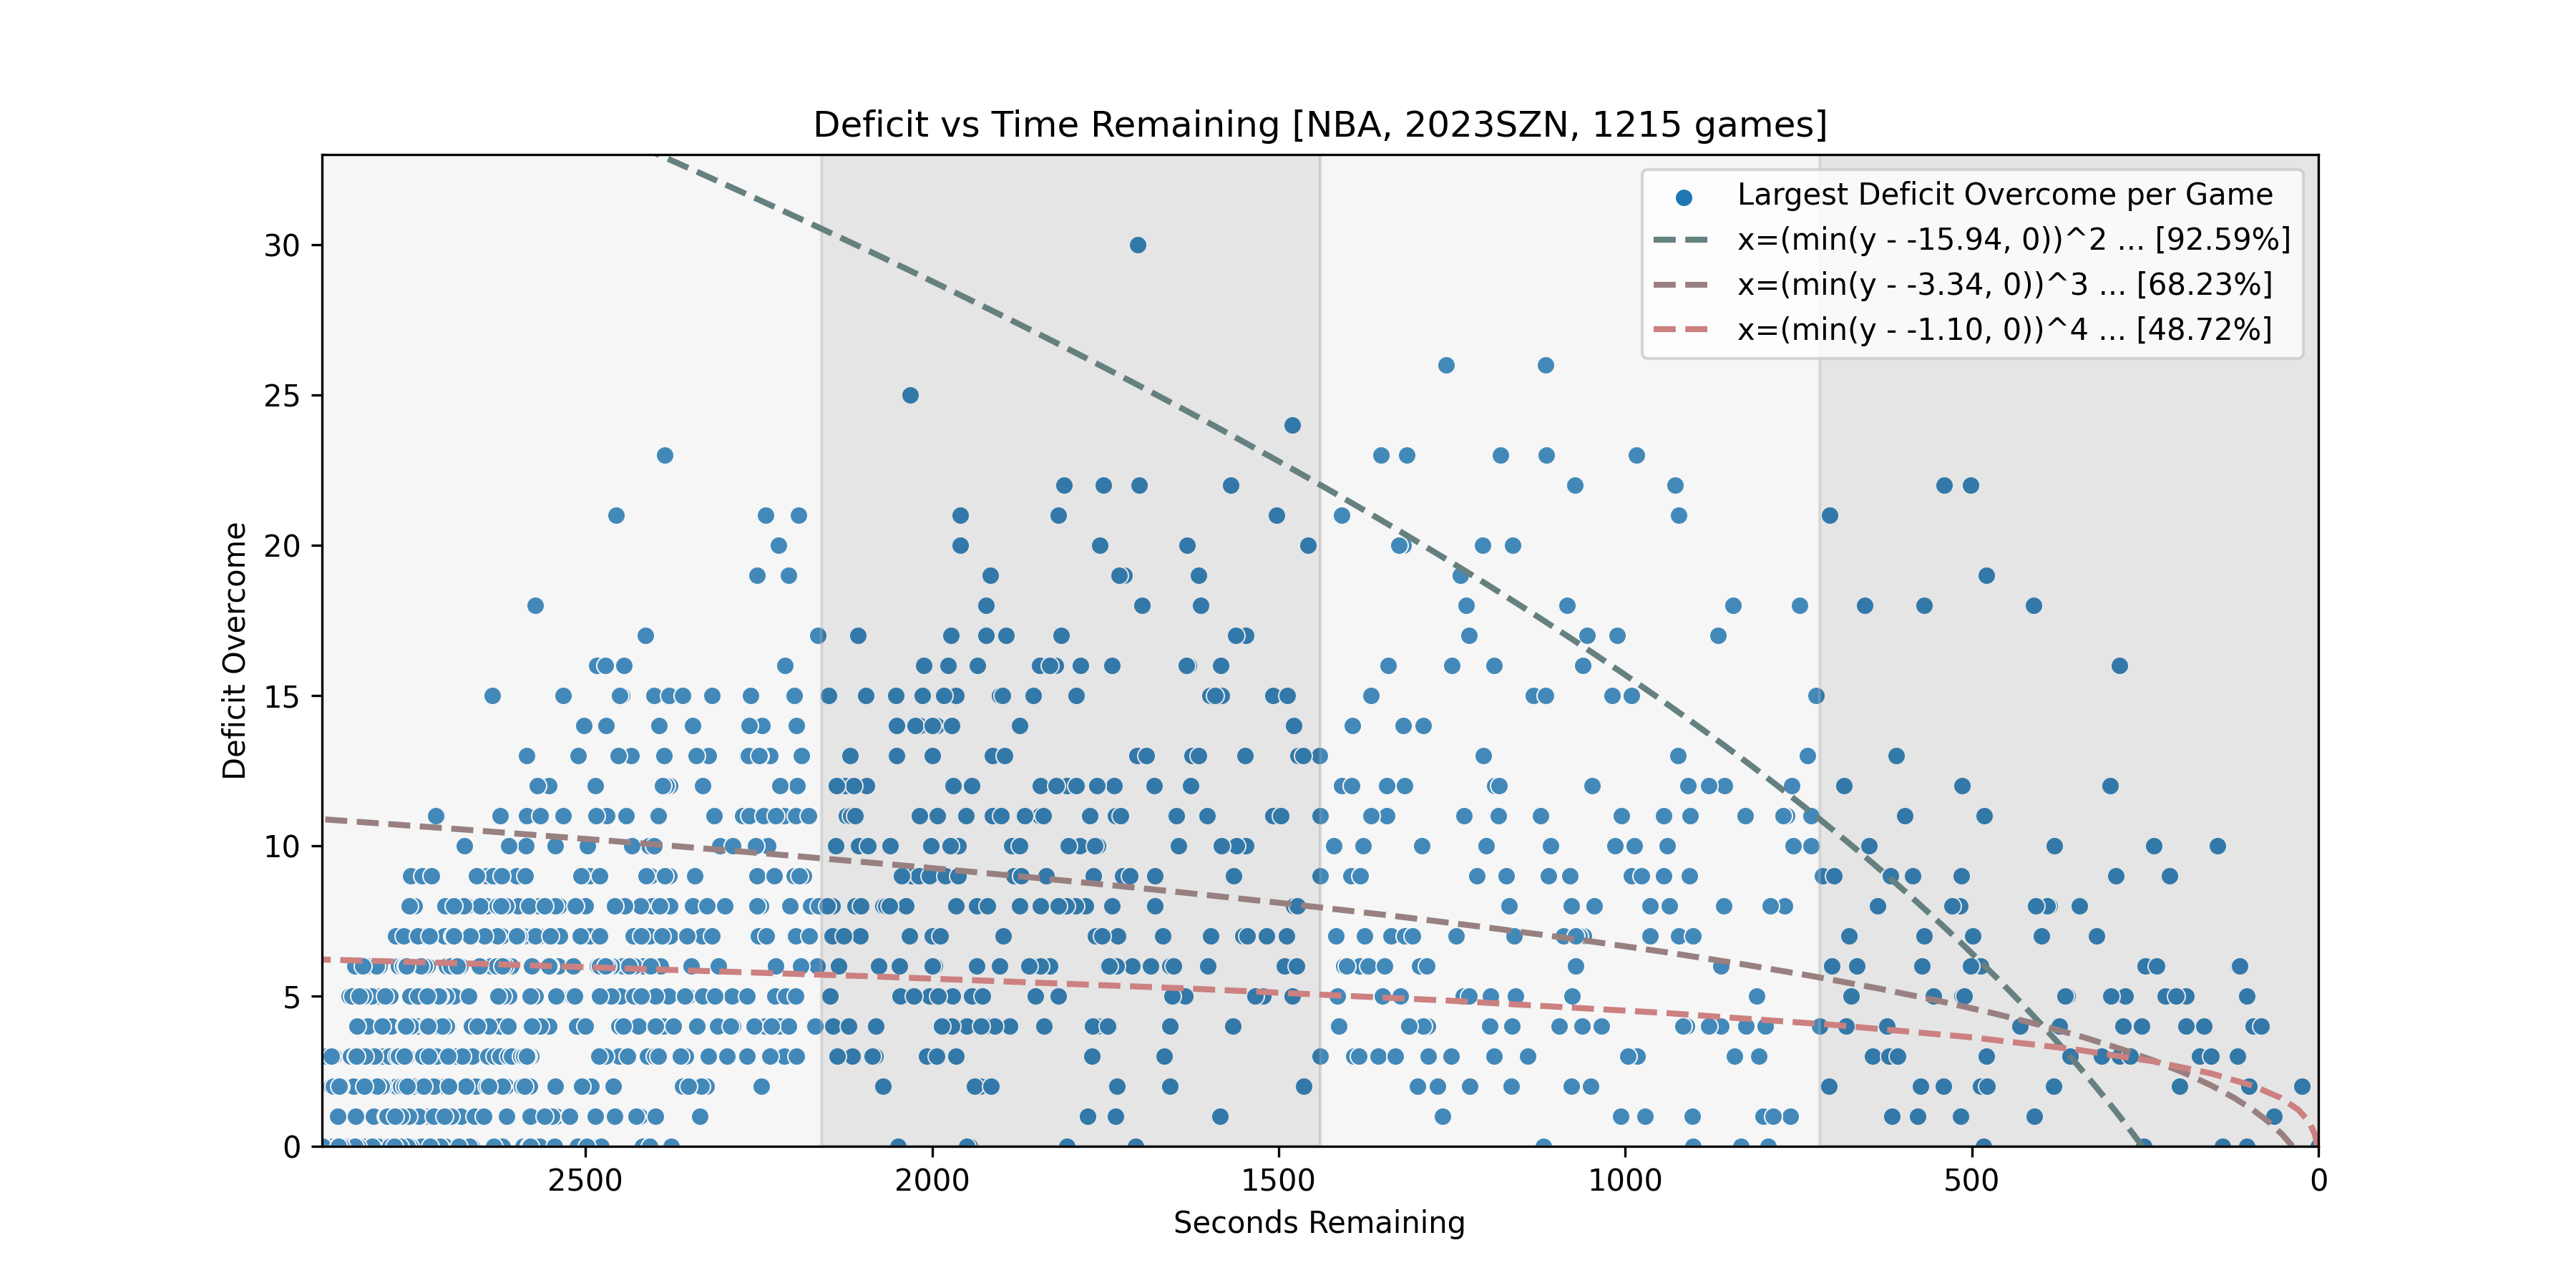 Deficit vs Time Remaining [NBA, 2023SZN, 1215 games]
Largest Deficit Overcome per Game
x=(min(y - -15.94, 0))^2 ... [92.59%]
x=(min(y - -3.34, 0))^3 ... [68.23%]
x=(min(y - -1.10, 0))^4 ... [48.72%]
Deficit Overcome
30
25
20
15
10
5
0
2500 2000 1500 1000 500 0
Seconds Remaining